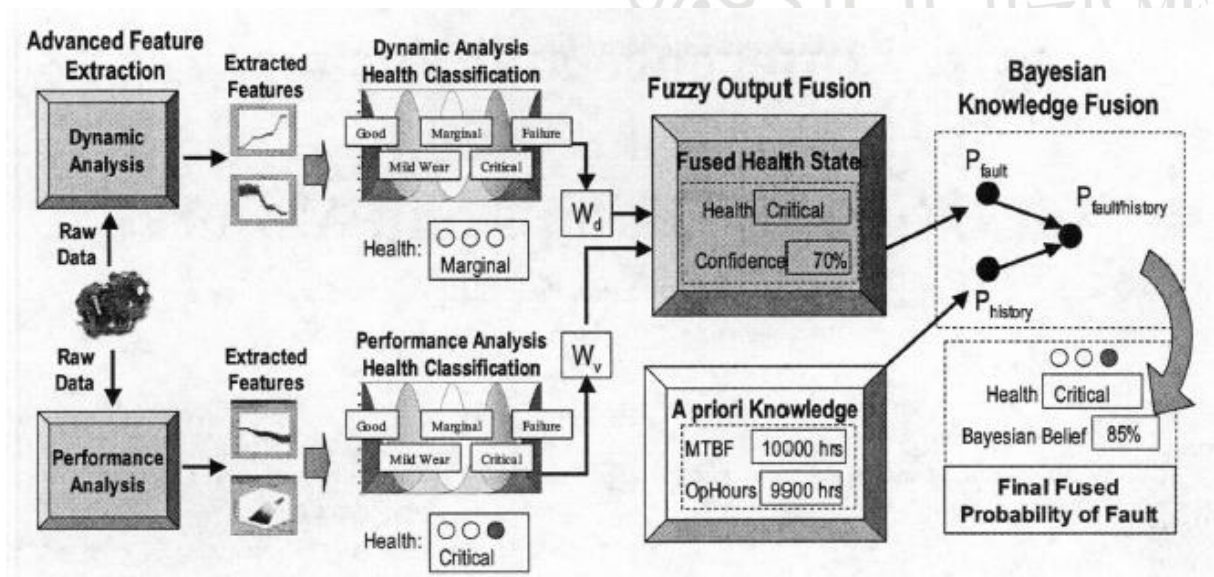 Advanced Feature
Extraction
Dynamic
Analysis
Raw
Data
Raw
Data
Performance
Analysis
Extracted
Features
Extracted
Features
Dynamic Analysis
Health Classification
Good
Marginal
Failure
Mild Wear
Critical
Health:
Marginal
W_d
Performance Analysis
Health Classification
Good
Marginal
Failure
Mild Wear
Critical
Health:
Critical
W_v
Fuzzy Output Fusion
Fused Health State
Health Critical
Confidence 70%
A priori Knowledge
MTBF 10000 hrs
OpHours 9900 hrs
Bayesian
Knowledge Fusion
P_fault
P_fault/history
P_history
Health Critical
Bayesian Belief 85%
Final Fused
Probability of Fault